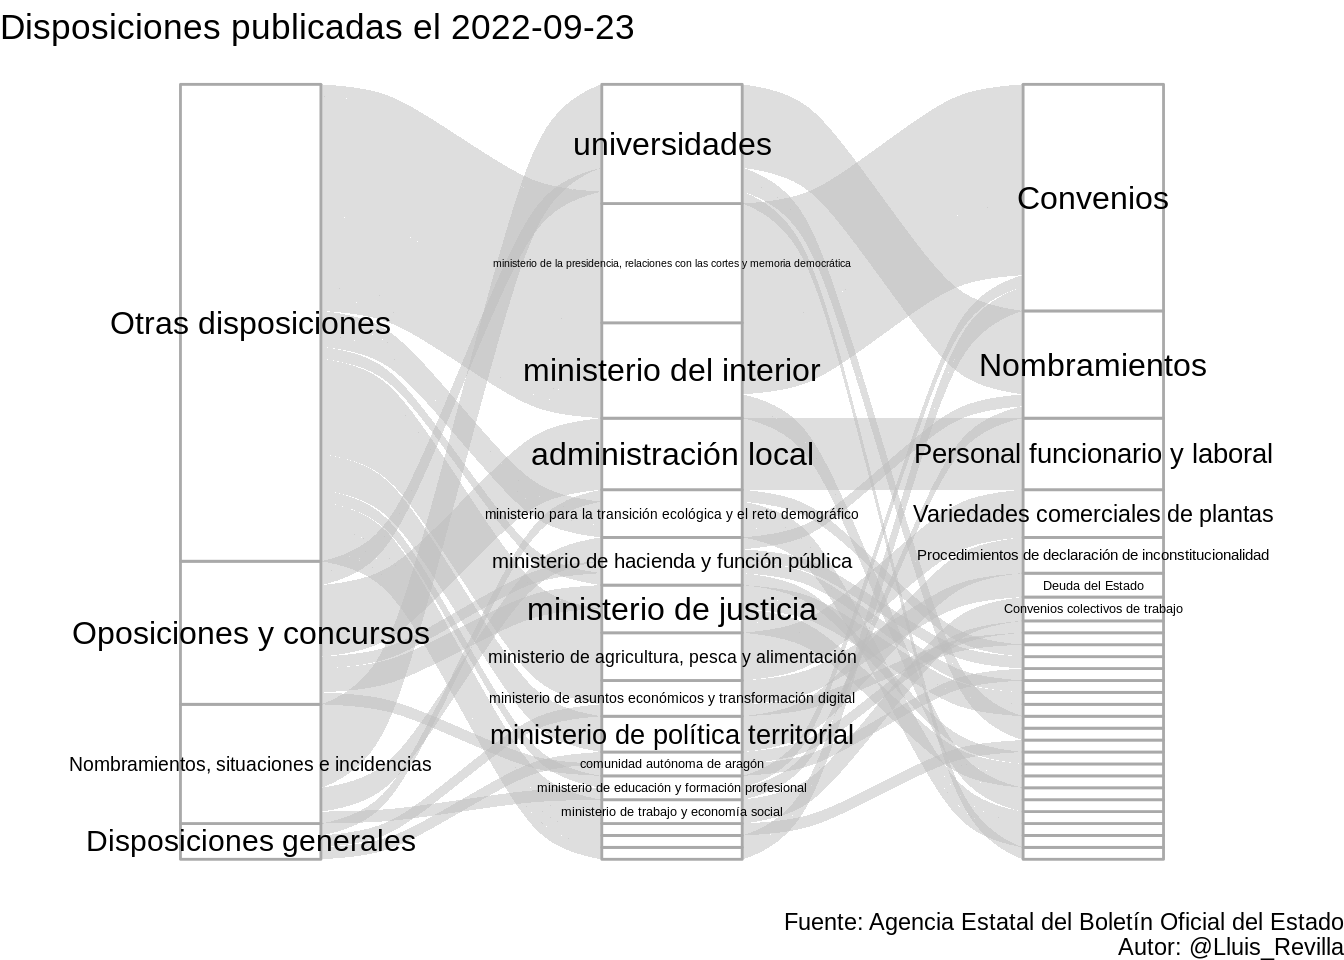 Disposiciones publicadas el 2022-09-23
Otras disposiciones
Oposiciones y concursos
Nombramientos, situaciones e incidencias
Disposiciones generales
universidades
ministerio de la presidencia, relaciones con las cortes y memoria democrática
ministerio del interior
administración local
ministerio para la transición ecológica y el reto demográfico
ministerio de hacienda y función pública
ministerio de justicia
ministerio de agricultura, pesca y alimentación
ministerio de asuntos económicos y transformación digital
ministerio de política territorial
comunidad autónoma de aragón
ministerio de educación y formación profesional
ministerio de trabajo y economía social
Convenios
Nombramientos
Personal funcionario y laboral
Variedades comerciales de plantas
Procedimientos de declaración de inconstitucionalidad
Deuda del Estado
Convenios colectivos de trabajo
Fuente: Agencia Estatal del Boletín Oficial del Estado
Autor: @Lluis_Revilla